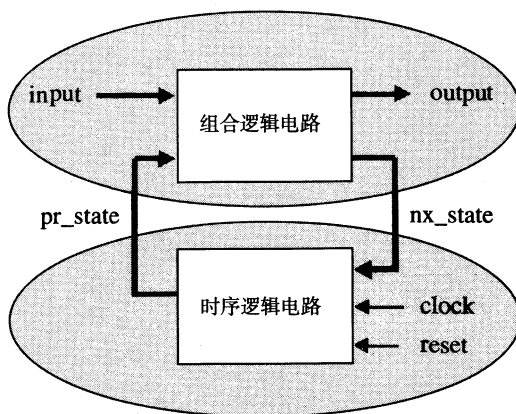 input
组合逻辑电路
output
pr_state
nx_state
时序逻辑电路
clock
reset